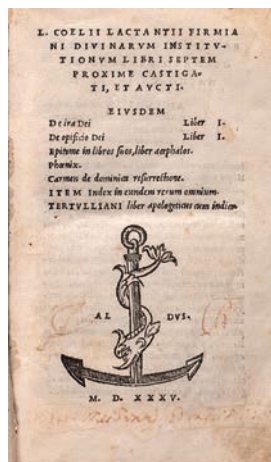 L. COELII LACTANTII FIRMIA
NI DIVINARVM INSTITV-
TIONVM LIBRI SEPTEM
PROXIME CASTIGA-
TI, ET AVCTI.
EIVSDEM
De ira Dei Liber I.
De opificio Dei Liber I.
Epitome in libros suos, liber acephalos.
Phœnix.
Carmen de dominica resurrectione.
ITEM Index in eundem rerum omnium.
TERTVLLIANI liber apologeticus cum indice.
AL DVS.
M. D. XXXV.